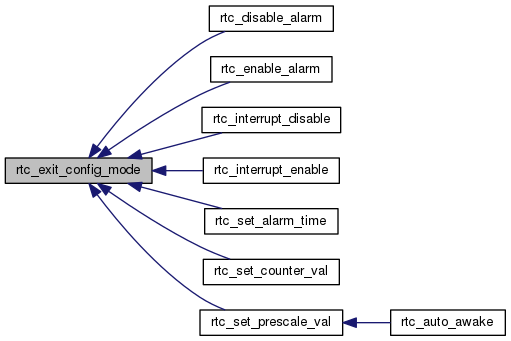 rtc_disable_alarm
rtc_enable_alarm
rtc_interrupt_disable
rtc_exit_config_mode
rtc_interrupt_enable
rtc_set_alarm_time
rtc_set_counter_val
rtc_set_prescale_val
rtc_auto_awake